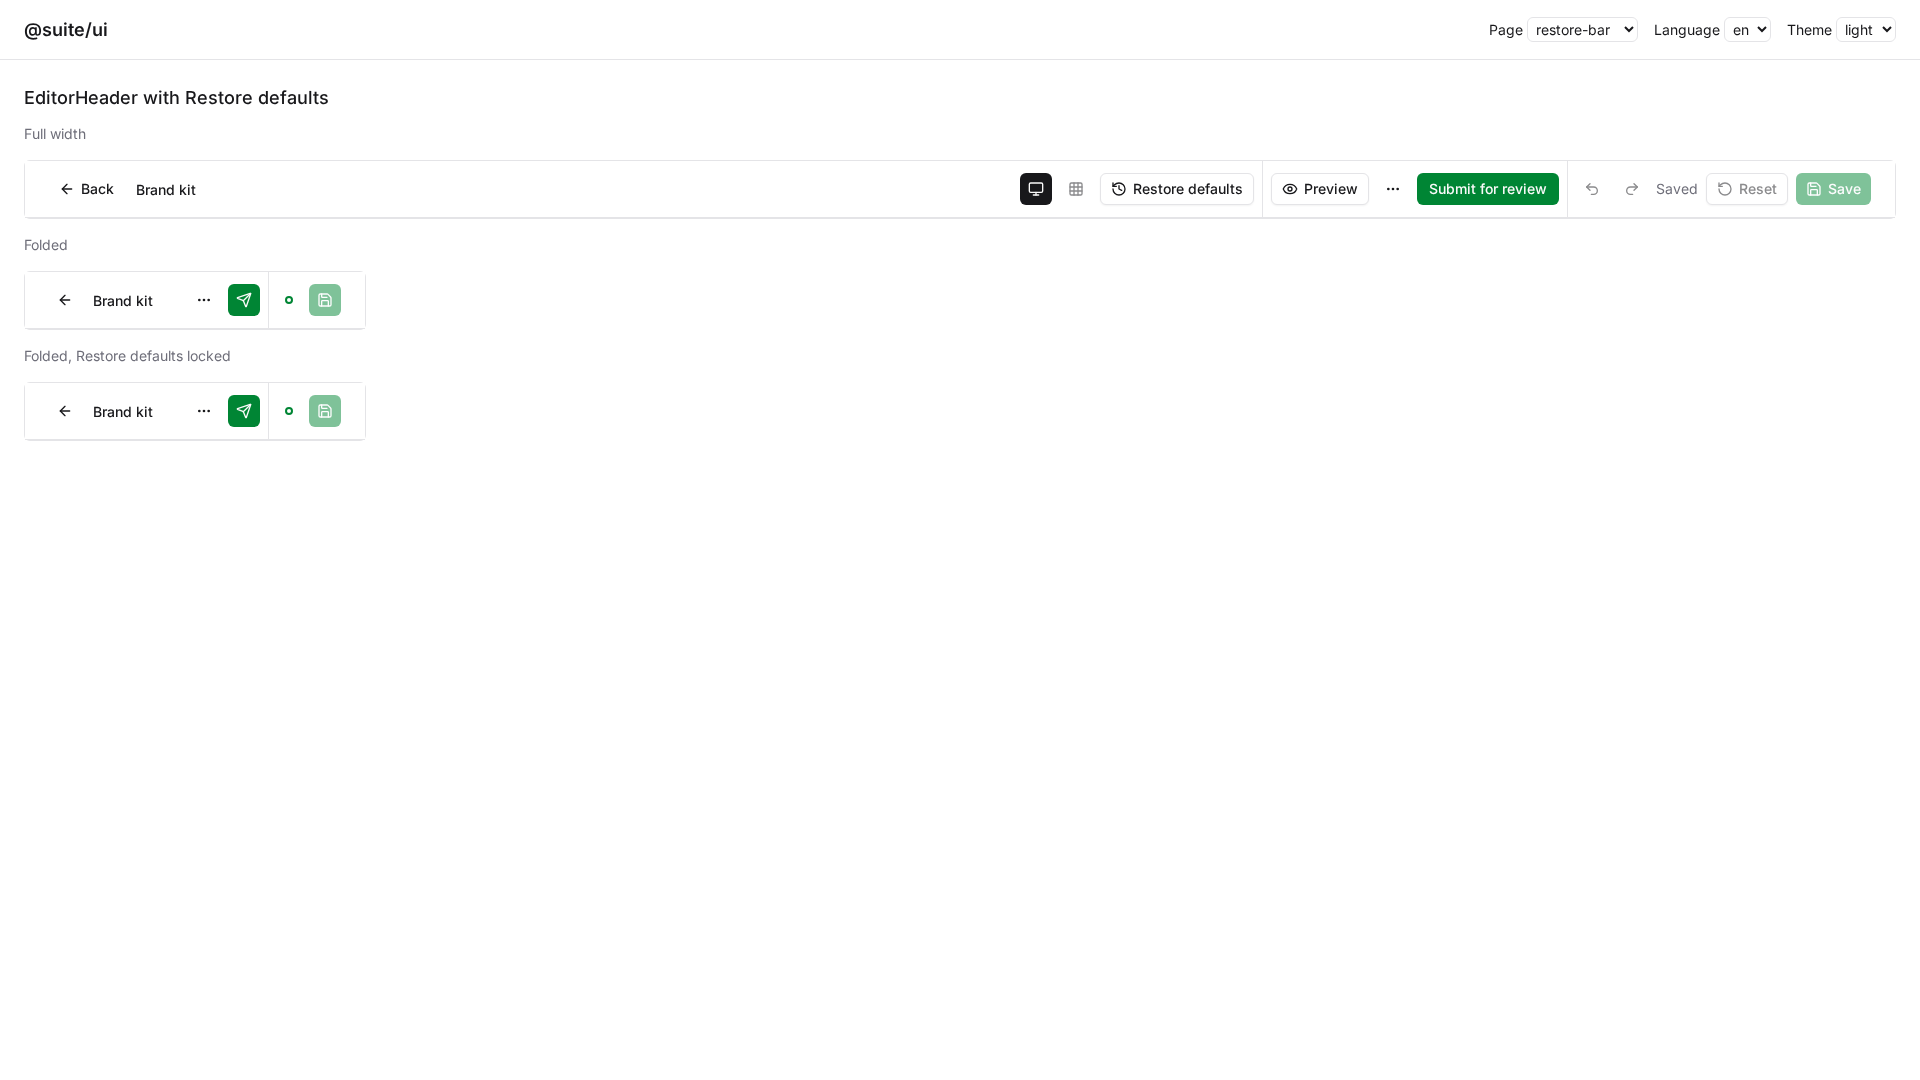 @suite/ui
Page restore-bar Language en Theme light
EditorHeader with Restore defaults
Full width
Back Brand kit Restore defaults Preview Submit for review Saved Reset Save
Folded
Brand kit
Folded, Restore defaults locked
Brand kit